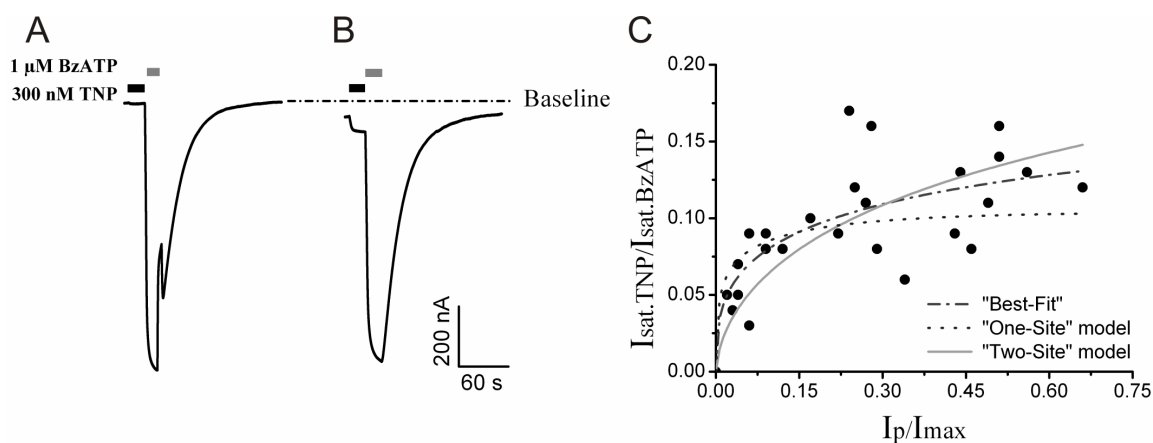 A
B
C
1 μM BzATP
300 nM TNP
Baseline
200 nA
60 s
Isat.TNP/Isat.BzATP
0.20
0.15
0.10
0.05
0.00
0.00 0.15 0.30 0.45 0.60 0.75
Ip/Imax
"Best-Fit"
"One-Site" model
"Two-Site" model